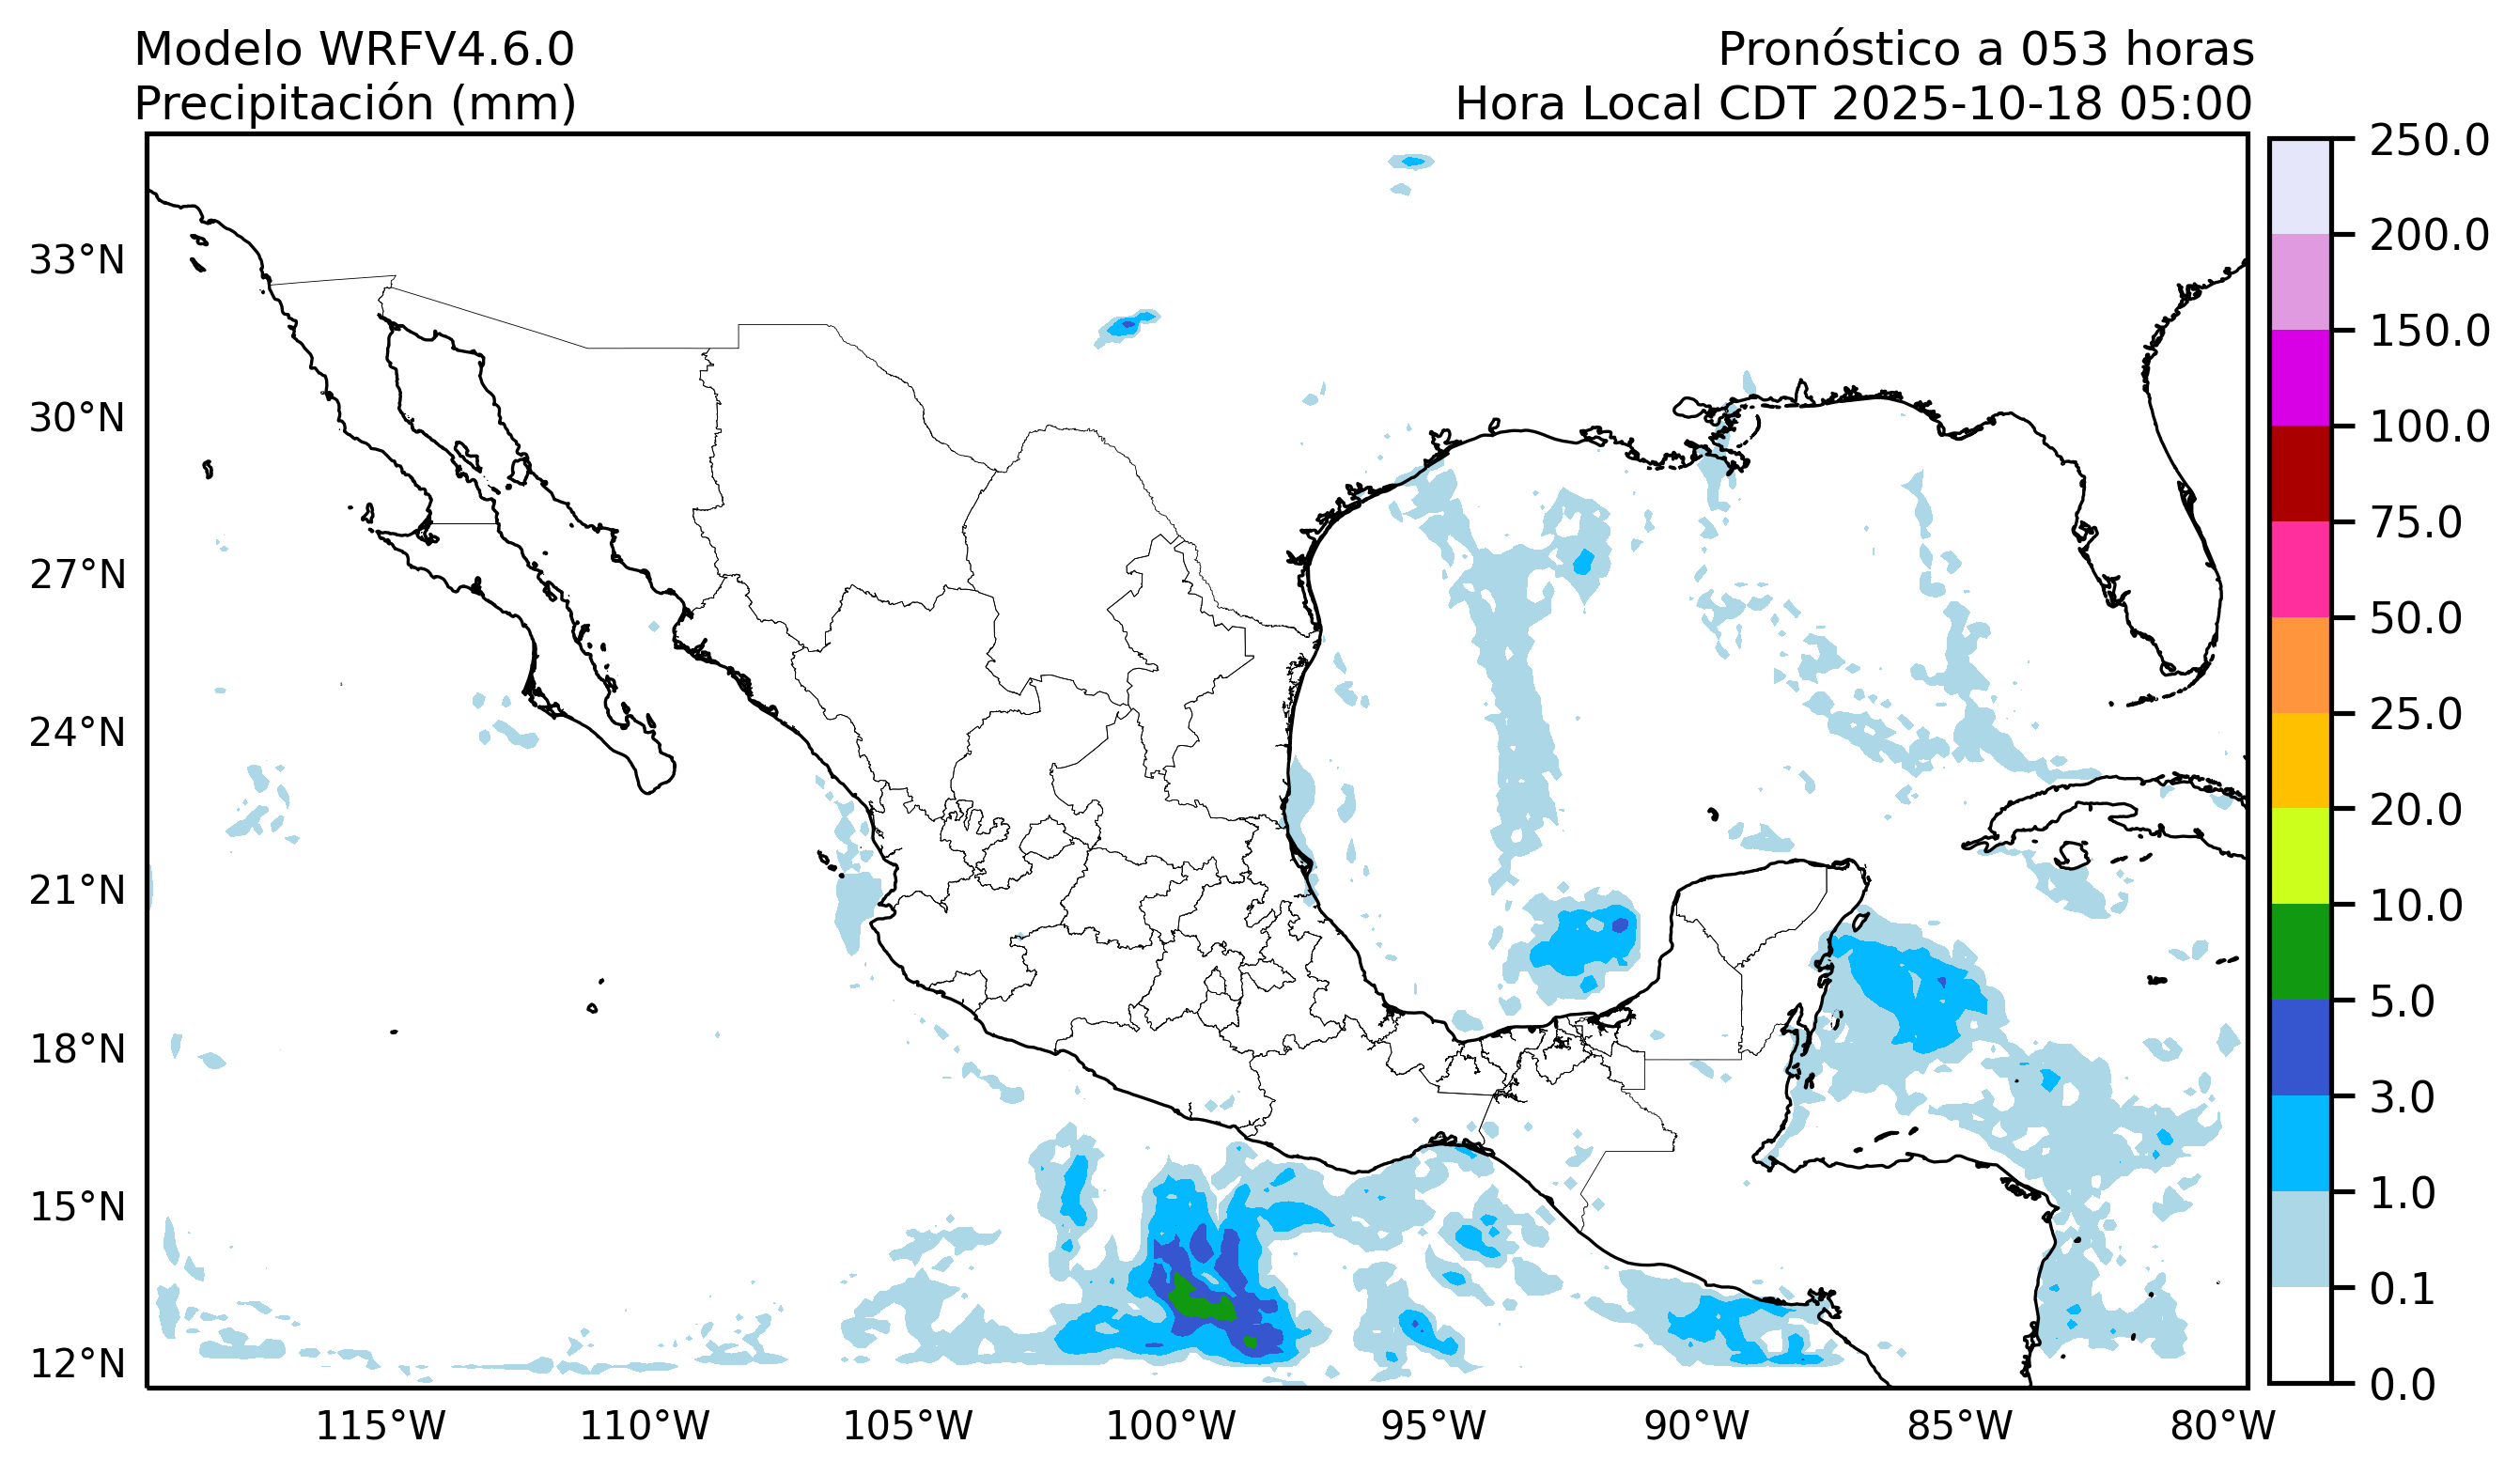 Modelo WRFV4.6.0
Precipitación (mm)
Pronóstico a 053 horas
Hora Local CDT 2025-10-18 05:00
33°N
30°N
27°N
24°N
21°N
18°N
15°N
12°N
115°W
110°W
105°W
100°W
95°W
90°W
85°W
80°W
250.0
200.0
150.0
100.0
75.0
50.0
25.0
20.0
10.0
5.0
3.0
1.0
0.1
0.0